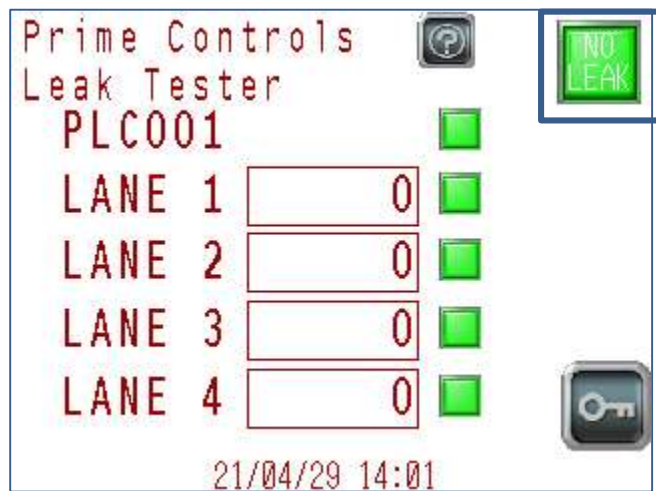 Prime Controls
Leak Tester
NO
LEAK
PLC001
LANE 1 0
LANE 2 0
LANE 3 0
LANE 4 0
21/04/29 14:01